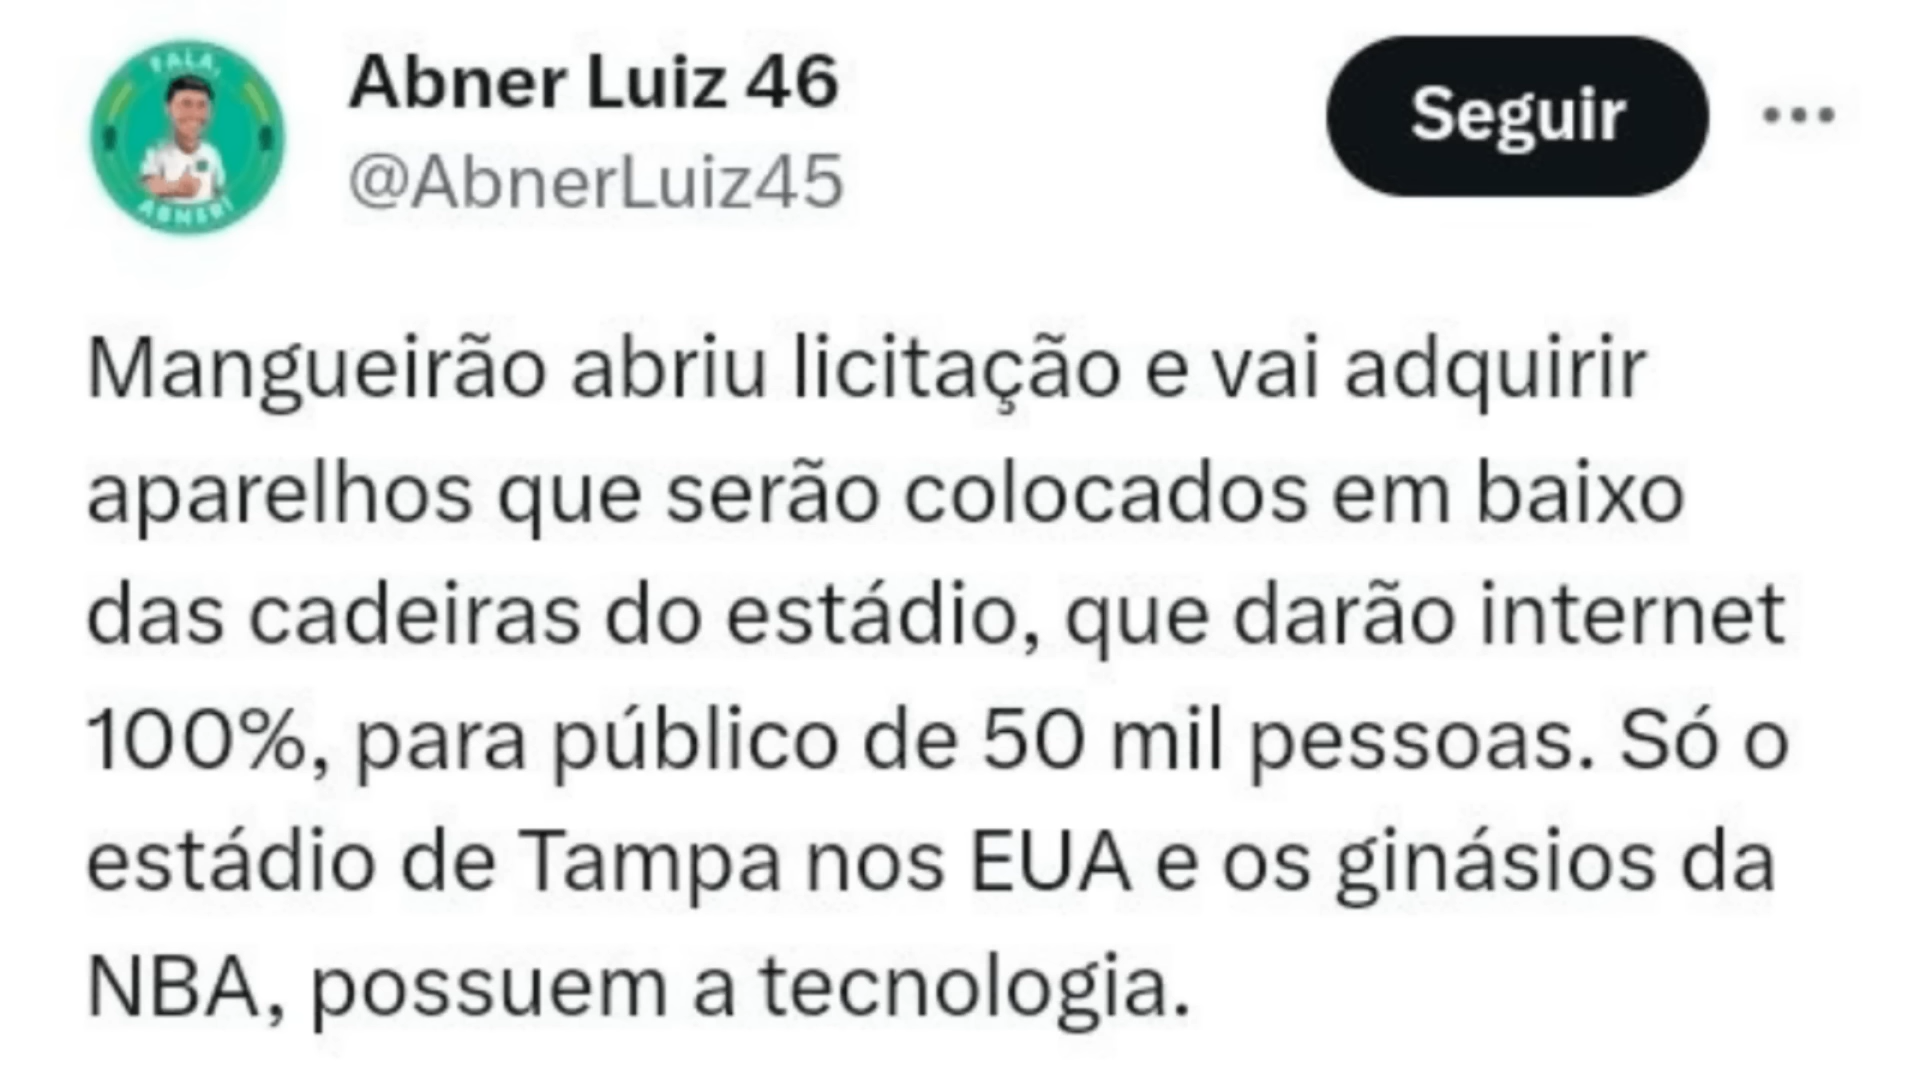 FALA,
ABNER!
Abner Luiz 46
@AbnerLuiz45
Seguir
Mangueirão abriu licitação e vai adquirir
aparelhos que serão colocados em baixo
das cadeiras do estádio, que darão internet
100%, para público de 50 mil pessoas. Só o
estádio de Tampa nos EUA e os ginásios da
NBA, possuem a tecnologia.